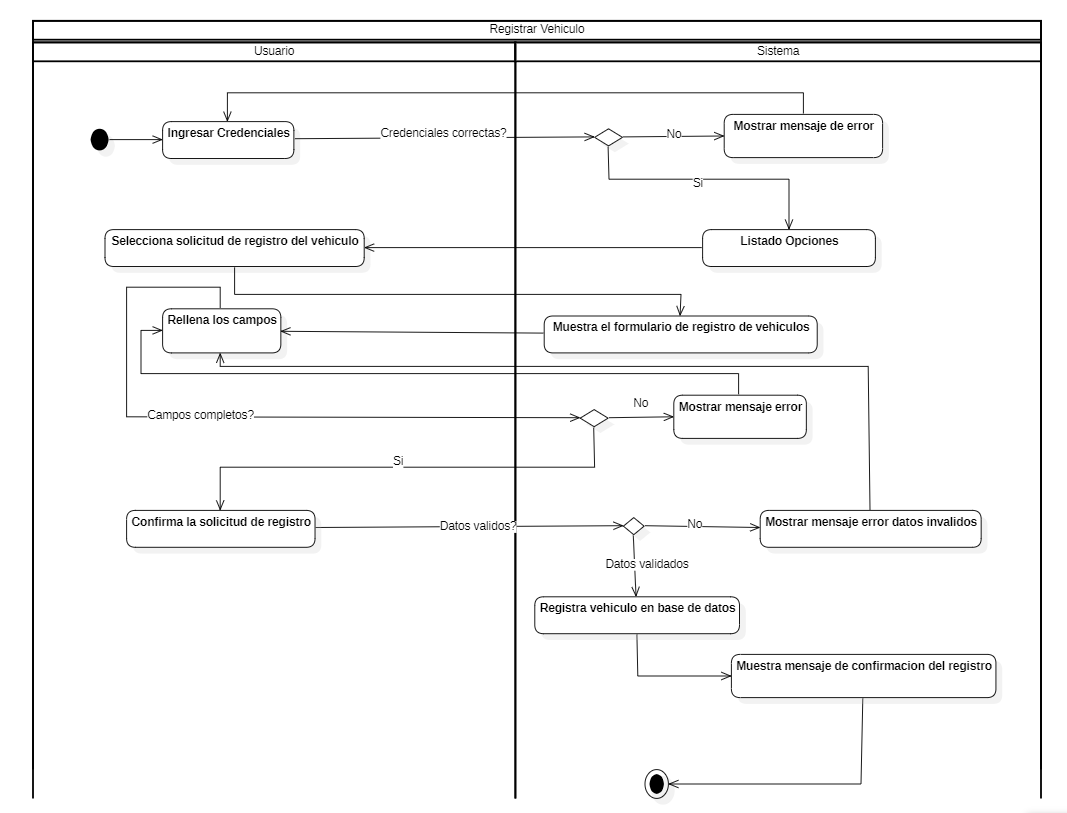 Registrar Vehiculo
Usuario
Sistema
Ingresar Credenciales
Credenciales correctas?
No
Mostrar mensaje de error
Si
Selecciona solicitud de registro del vehiculo
Listado Opciones
Rellena los campos
Muestra el formulario de registro de vehiculos
Campos completos?
No
Mostrar mensaje error
Si
Confirma la solicitud de registro
Datos validos?
No
Mostrar mensaje error datos invalidos
Datos validados
Registra vehiculo en base de datos
Muestra mensaje de confirmacion del registro